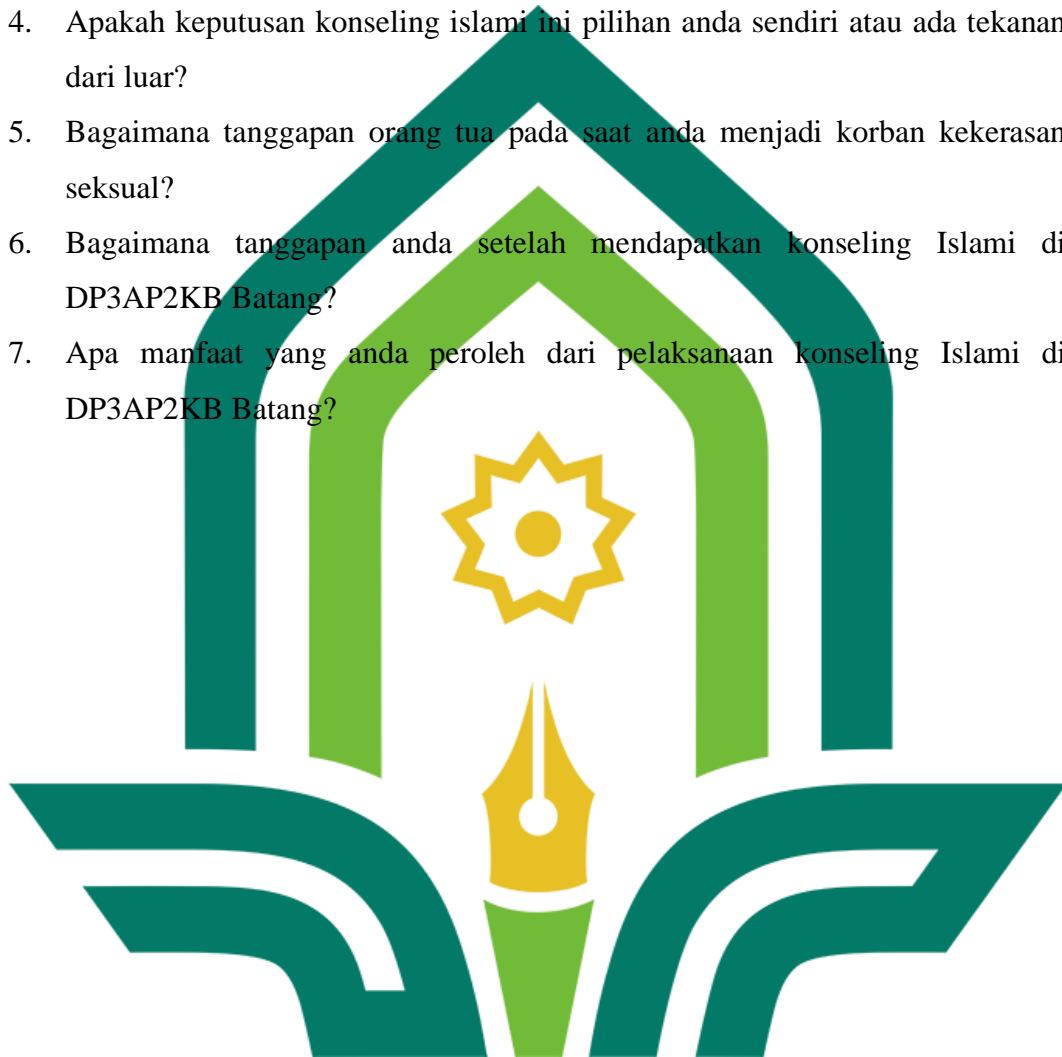 4. Apakah keputusan konseling islami ini pilihan anda sendiri atau ada tekanan
dari luar?
5. Bagaimana tanggapan orang tua pada saat anda menjadi korban kekerasan
seksual?
6. Bagaimana tanggapan anda setelah mendapatkan konseling Islami di
DP3AP2KB Batang?
7. Apa manfaat yang anda peroleh dari pelaksanaan konseling Islami di
DP3AP2KB Batang?